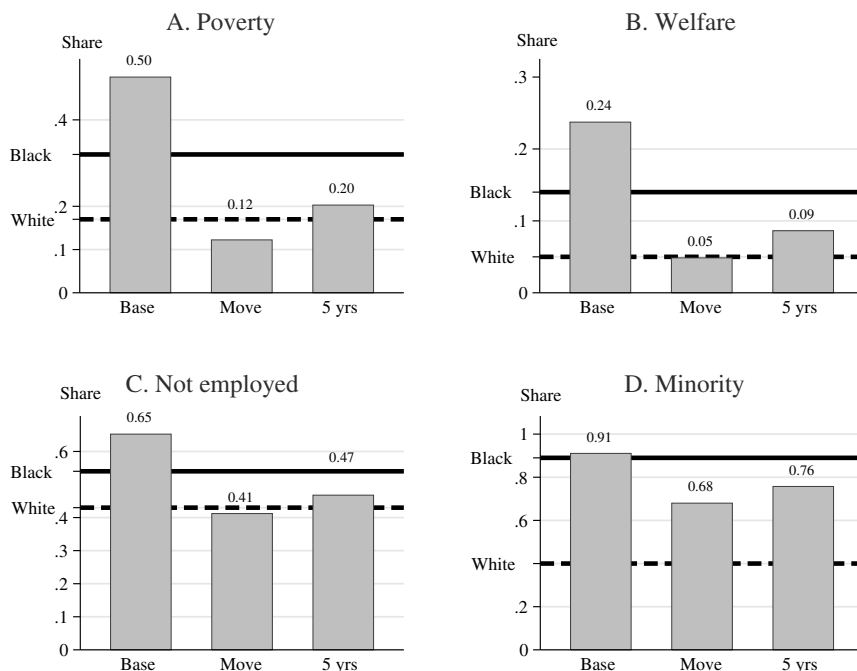 A. Poverty
Share
0.50
.4
Black
.2
0.12
0.20
White
.1
0
Base Move 5 yrs
B. Welfare
Share
.3
0.24
.2
Black
.1
0.05
0.09
White
0
Base Move 5 yrs
C. Not employed
Share
0.65
.6
0.47
Black
White
0.41
.4
.3
.2
.1
0
Base Move 5 yrs
D. Minority
Share
1
0.91
Black
.8
0.68
0.76
.6
White
.2
0
Base Move 5 yrs